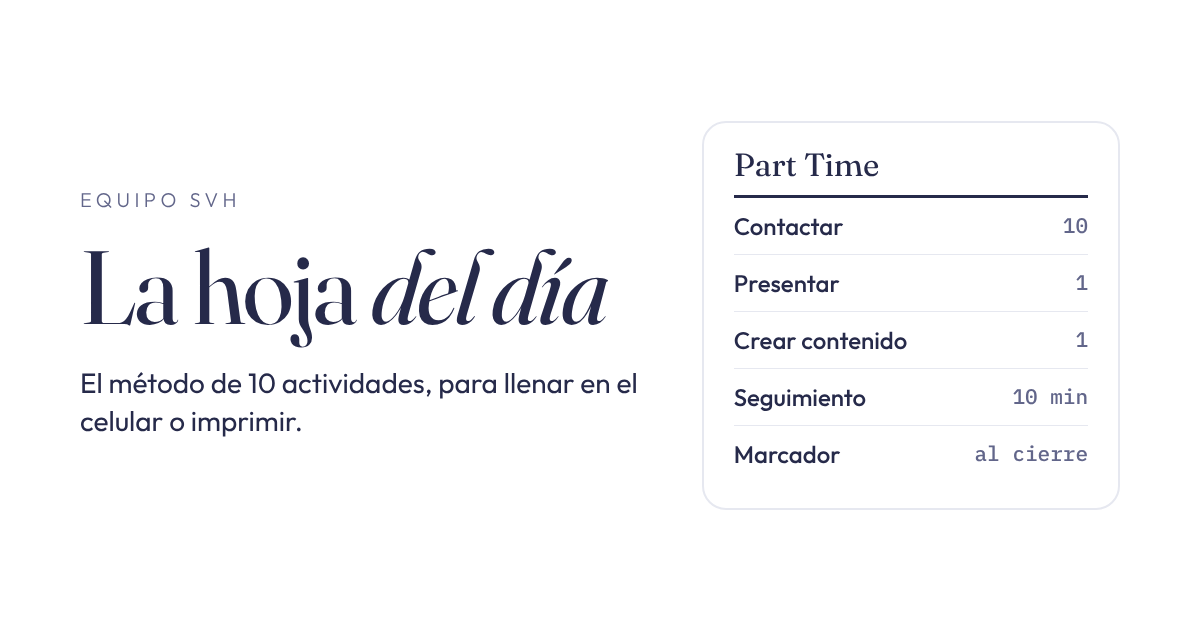 EQUIPO SVH
La hoja del día
El método de 10 actividades, para llenar en el
celular o imprimir.
Part Time
Contactar 10
Presentar 1
Crear contenido 1
Seguimiento 10 min
Marcador al cierre